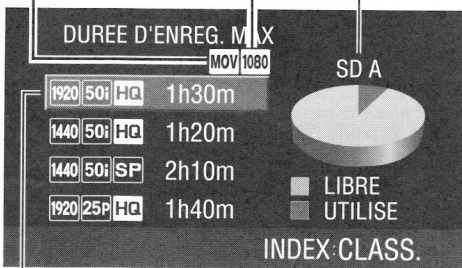 DUREE D'ENREG. MAX
MOV 1080
SD A
1920 50i HQ 1h30m
1440 50i HQ 1h20m
1440 50i SP 2h10m
1920 25P HQ 1h40m
LIBRE
UTILISE
INDEX:CLASS.